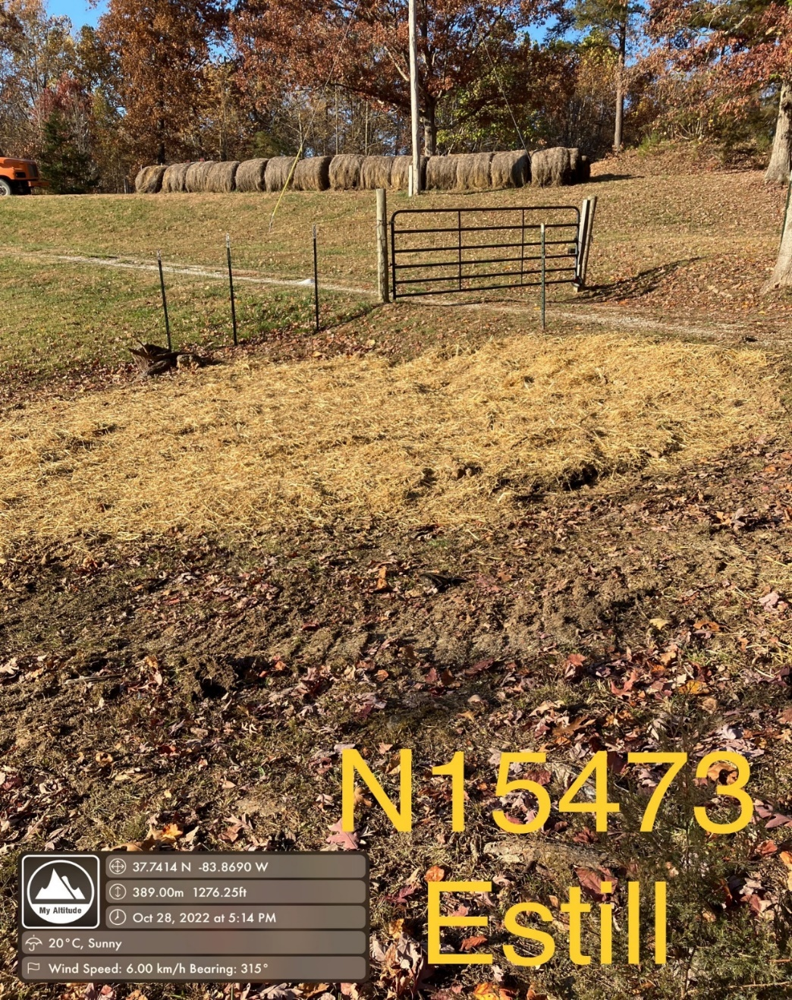 N15473
Estill
My Altitude
37.7414 N -83.8690 W
389.00m 1276.25ft
Oct 28, 2022 at 5:14 PM
20°C, Sunny
Wind Speed: 6.00 km/h Bearing: 315°